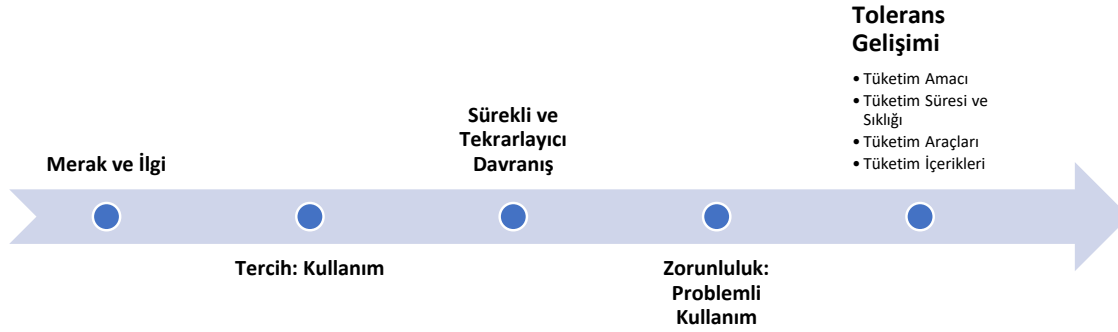 Merak ve İlgi
Tercih: Kullanım
Sürekli ve
Tekrarlayıcı
Davranış
Zorunluluk:
Problemli
Kullanım
Tolerans
Gelişimi
• Tüketim Amacı
• Tüketim Süresi ve
Sıklığı
• Tüketim Araçları
• Tüketim İçerikleri